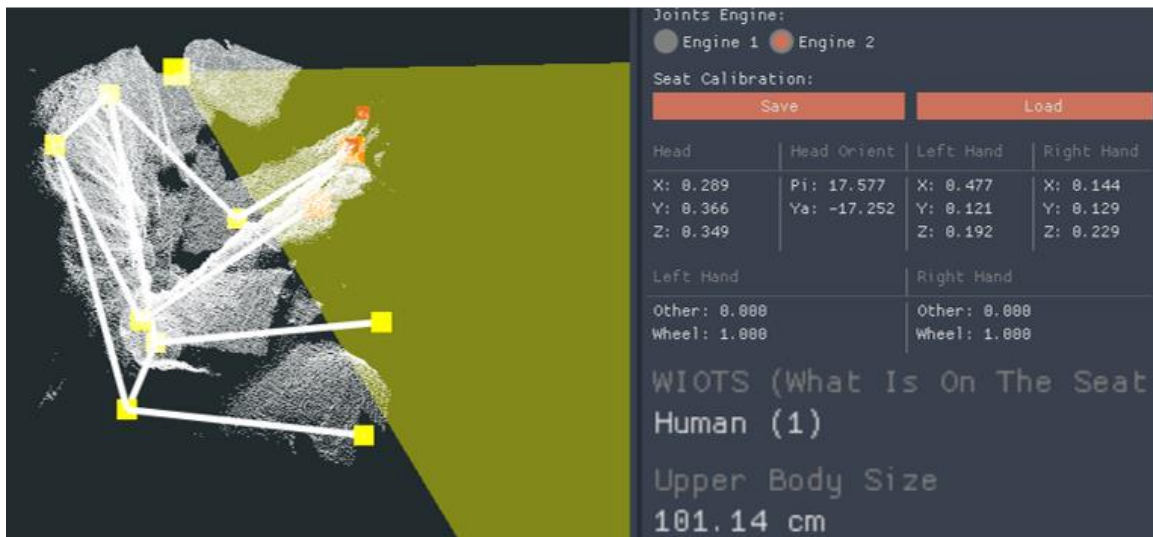 Joints Engine:
Engine 1 Engine 2
Seat Calibration:
Save Load
Head Head Orient Left Hand Right Hand
X: 0.289 Pi: 17.577 X: 0.477 X: 0.144
Y: 0.366 Ya: -17.252 Y: 0.121 Y: 0.129
Z: 0.349 Z: 0.192 Z: 0.229
Left Hand Right Hand
Other: 0.000 Other: 0.000
Wheel: 1.000 Wheel: 1.000
WIOTS (What Is On The Seat
Human (1)
Upper Body Size
101.14 cm